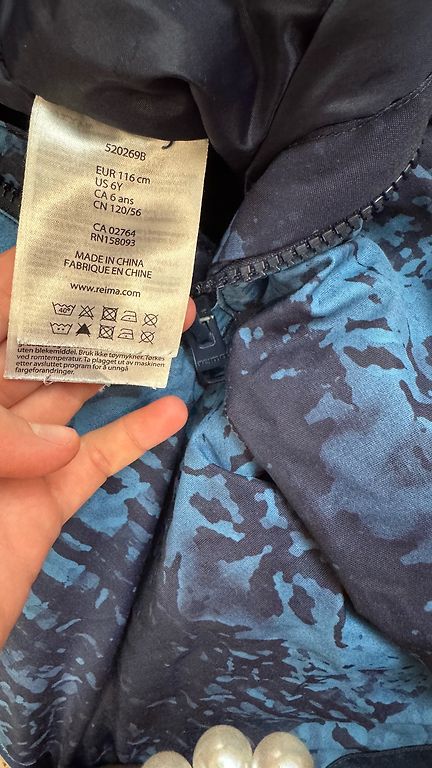 520269B
EUR 116 cm
US 6Y
CA 6 ans
CN 120/56
CA 02764
RN158093
MADE IN CHINA
FABRIQUE EN CHINE
www.reima.com
40°
uten blekemiddel. Bruk ikke tøymykner. Tørkes
ved romtemperatur. Ta plagget ut av maskinen
etter avsluttet program for å unngå
fargeforandringer.